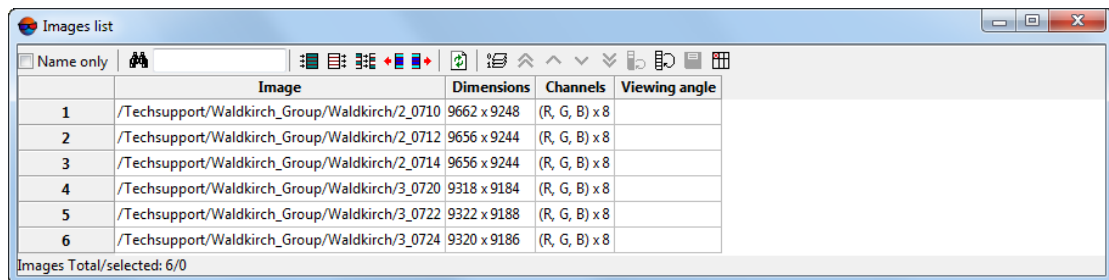 Images list
Name only
Image Dimensions Channels Viewing angle
1 /Techsupport/Waldkirch_Group/Waldkirch/2_0710 9662 x 9248 (R, G, B) x 8
2 /Techsupport/Waldkirch_Group/Waldkirch/2_0712 9656 x 9244 (R, G, B) x 8
3 /Techsupport/Waldkirch_Group/Waldkirch/2_0714 9656 x 9244 (R, G, B) x 8
4 /Techsupport/Waldkirch_Group/Waldkirch/3_0720 9318 x 9184 (R, G, B) x 8
5 /Techsupport/Waldkirch_Group/Waldkirch/3_0722 9322 x 9188 (R, G, B) x 8
6 /Techsupport/Waldkirch_Group/Waldkirch/3_0724 9320 x 9186 (R, G, B) x 8
Images Total/selected: 6/0